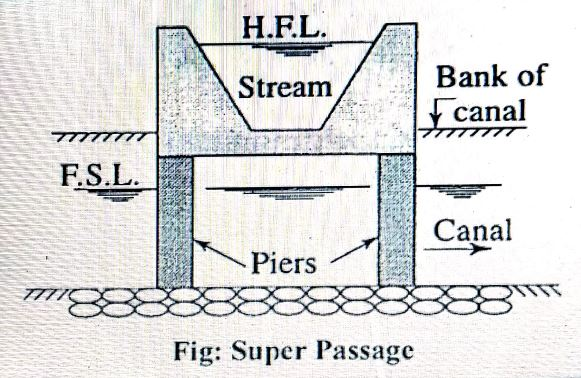 H.F.L.
Stream
Bank of
canal
F.S.L.
Canal
Piers
Fig: Super Passage